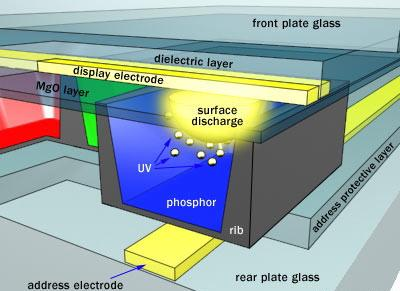 front plate glass
dielectric layer
display electrode
MgO layer
surface
discharge
UV
phosphor
rib
address protective layer
rear plate glass
address electrode